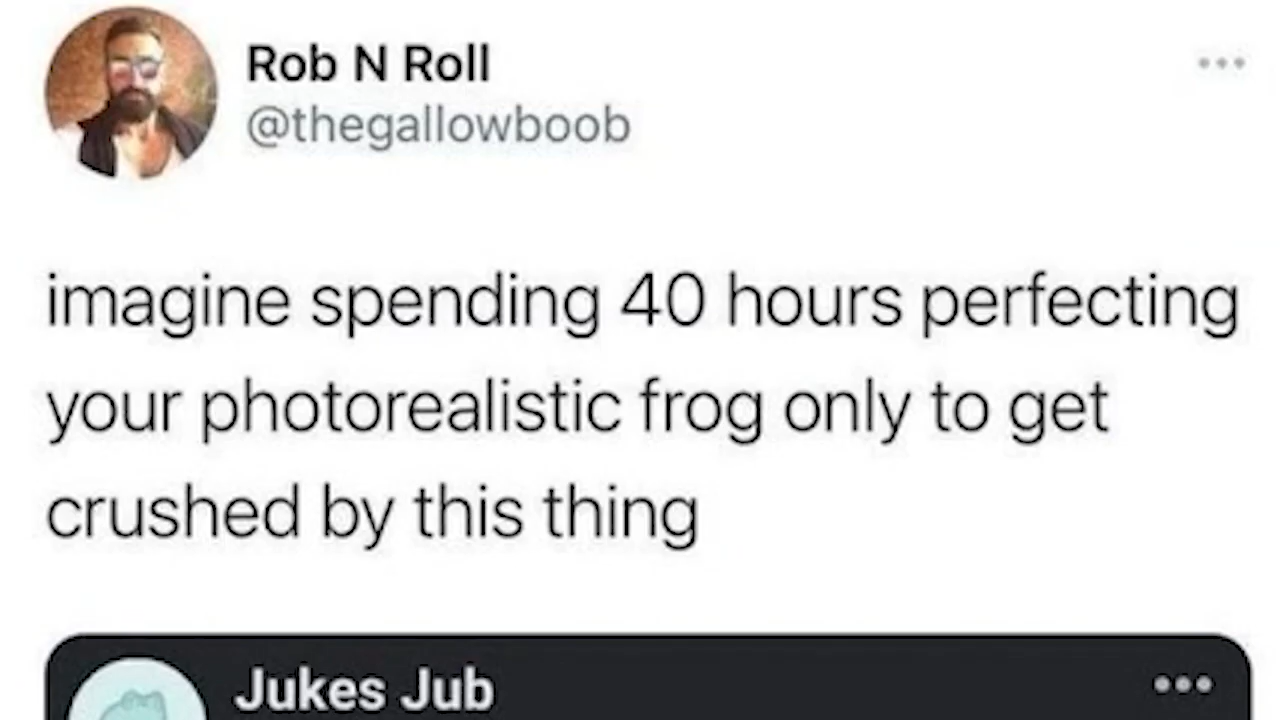 Rob N Roll
@thegallowboob
imagine spending 40 hours perfecting
your photorealistic frog only to get
crushed by this thing
Jukes Jub